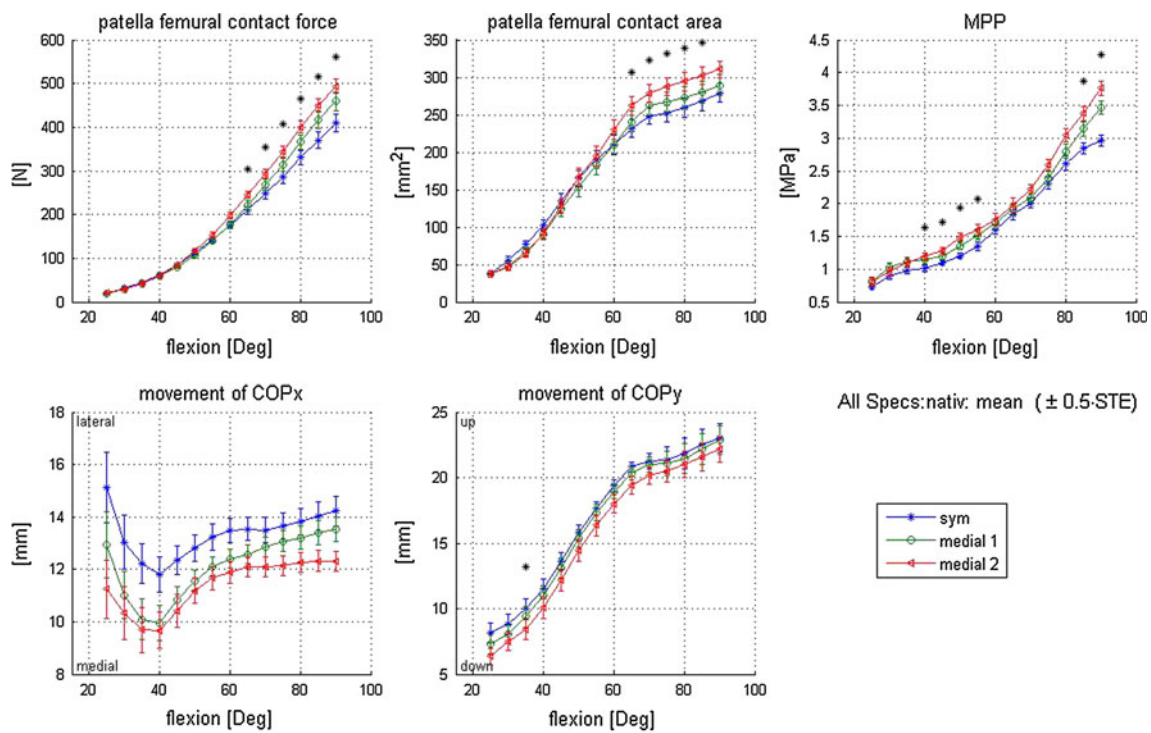 patella femural contact force
600
500
400
300
200
100
0
[N]
20 40 60 80 100
flexion [Deg]
patella femural contact area
350
300
250
200
150
100
50
0
[mm²]
20 40 60 80 100
flexion [Deg]
MPP
4.5
4
3.5
3
2.5
2
1.5
1
0.5
[MPa]
20 40 60 80 100
flexion [Deg]
movement of COPx
18
16
14
12
10
8
[mm]
lateral
medial
20 40 60 80 100
flexion [Deg]
movement of COPy
25
20
15
10
5
[mm]
up
down
20 40 60 80 100
flexion [Deg]
All Specs:nativ: mean (± 0.5·STE)
sym
medial 1
medial 2